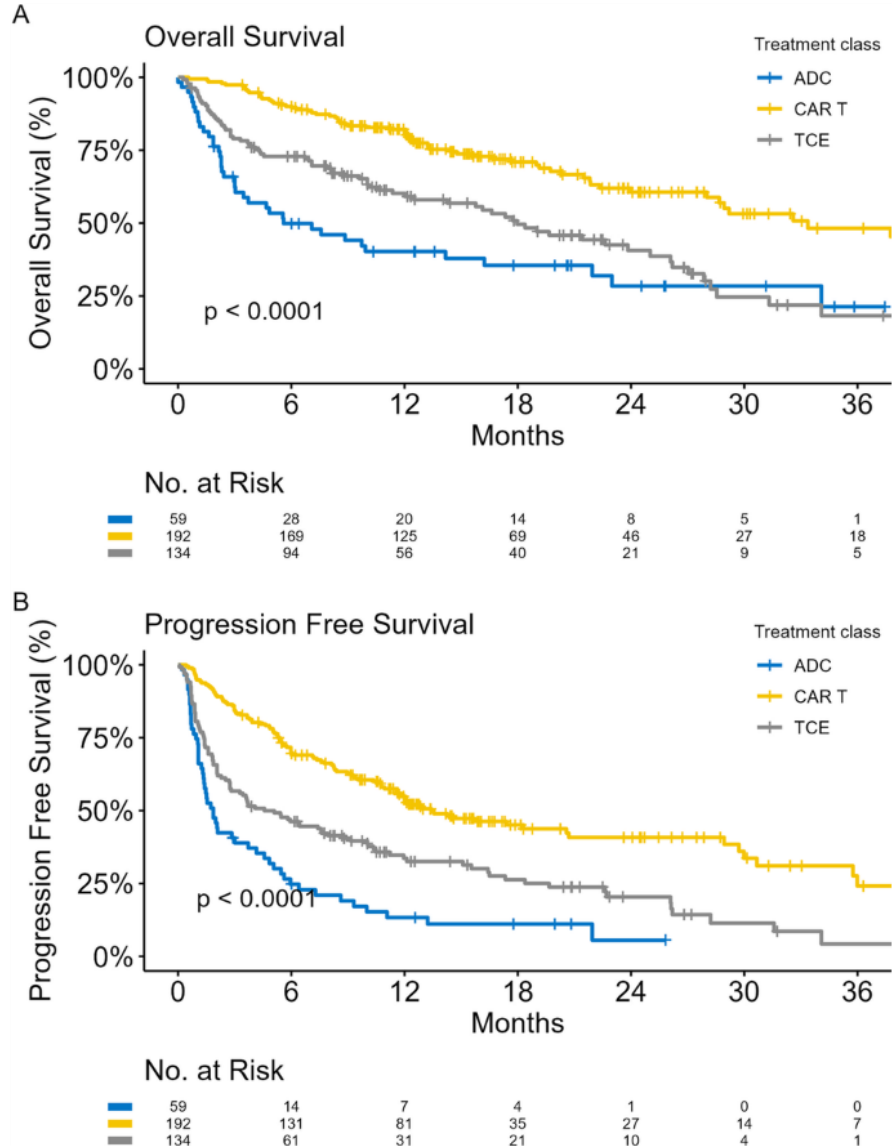 A
Overall Survival
Treatment class
ADC
CAR T
TCE
Overall Survival (%)
100%
75%
50%
25%
0%
p < 0.0001
0 6 12 18 24 30 36
Months
No. at Risk
59 28 20 14 8 5 1
192 169 125 69 46 27 18
134 94 56 40 21 9 5
B
Progression Free Survival
Treatment class
ADC
CAR T
TCE
Progression Free Survival (%)
100%
75%
50%
25%
0%
p < 0.0001
0 6 12 18 24 30 36
Months
No. at Risk
59 14 7 4 1 0 0
192 131 81 35 27 14 7
134 61 31 21 10 4 1